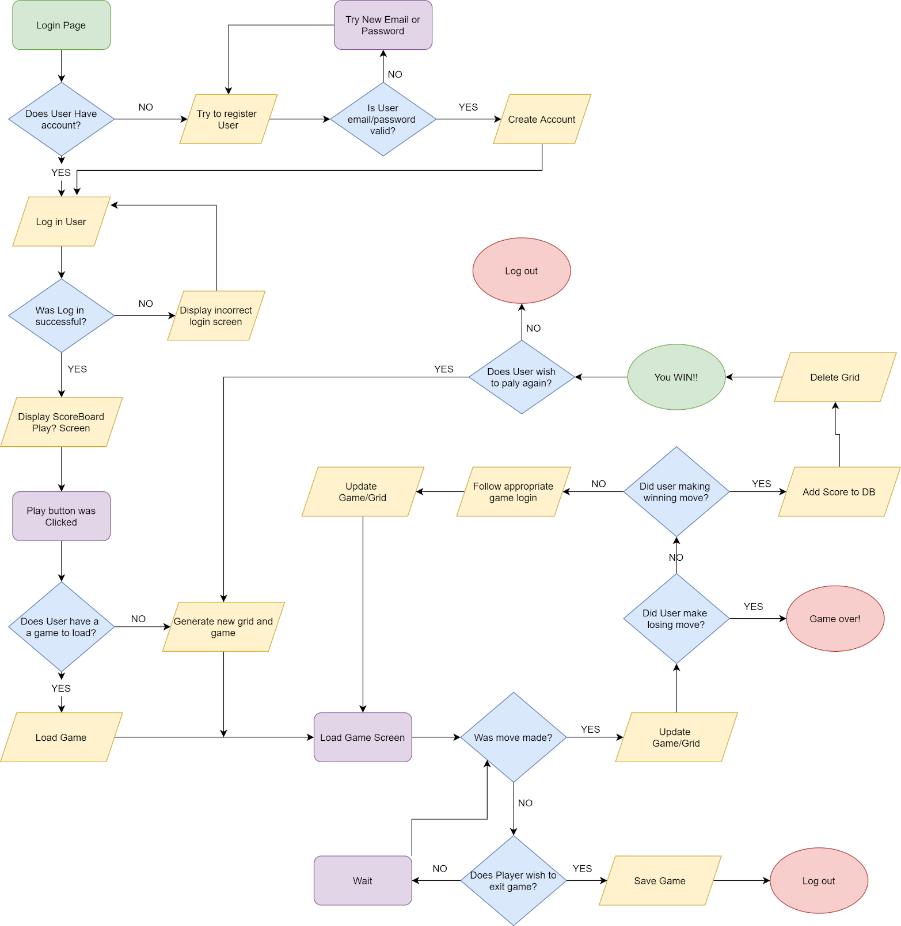 Login Page
Try New Email or
Password
NO
Does User Have
account?
NO
Try to register
User
Is User
email/password
valid?
YES
Create Account
YES
Log in User
Log out
Was Log in
successful?
NO
Display incorrect
login screen
NO
YES
YES
Does User wish
to paly again?
You WIN!!
Delete Grid
Display ScoreBoard
Play? Screen
Update
Game/Grid
Follow appropriate
game login
NO
Did user making
winning move?
YES
Add Score to DB
Play button was
Clicked
NO
Does User have a
a game to load?
NO
Generate new grid and
game
Did User make
losing move?
YES
Game over!
YES
Load Game
Load Game Screen
Was move made?
YES
Update
Game/Grid
NO
Wait
NO
Does Player wish to
exit game?
YES
Save Game
Log out